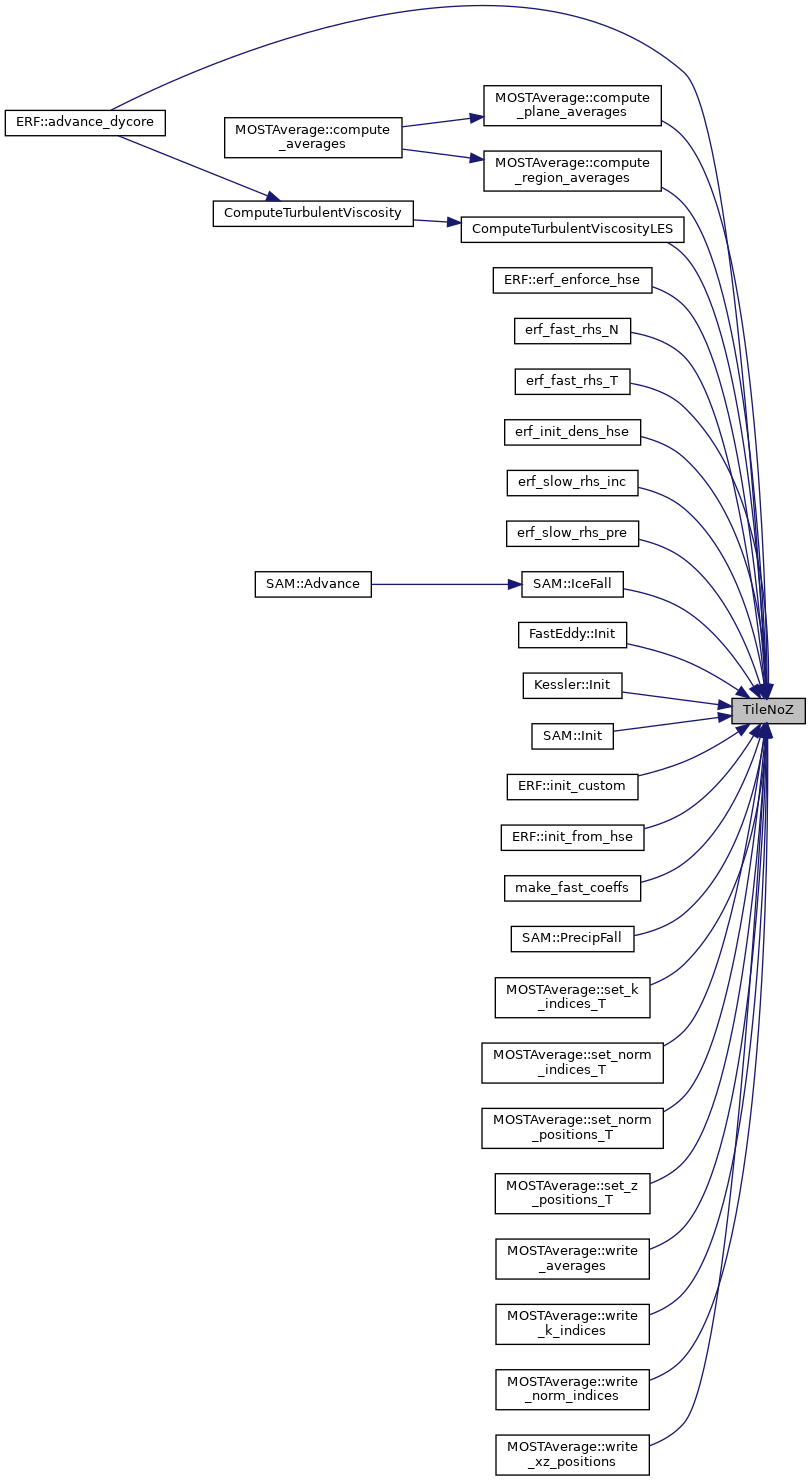 ERF::advance_dycore
MOSTAverage::compute
_averages
ComputeTurbulentViscosity
MOSTAverage::compute
_plane_averages
MOSTAverage::compute
_region_averages
ComputeTurbulentViscosityLES
ERF::erf_enforce_hse
erf_fast_rhs_N
erf_fast_rhs_T
erf_init_dens_hse
erf_slow_rhs_inc
erf_slow_rhs_pre
SAM::Advance
SAM::IceFall
FastEddy::Init
Kessler::Init
TileNoZ
SAM::Init
ERF::init_custom
ERF::init_from_hse
make_fast_coeffs
SAM::PrecipFall
MOSTAverage::set_k
_indices_T
MOSTAverage::set_norm
_indices_T
MOSTAverage::set_norm
_positions_T
MOSTAverage::set_z
_positions_T
MOSTAverage::write
_averages
MOSTAverage::write
_k_indices
MOSTAverage::write
_norm_indices
MOSTAverage::write
_xz_positions